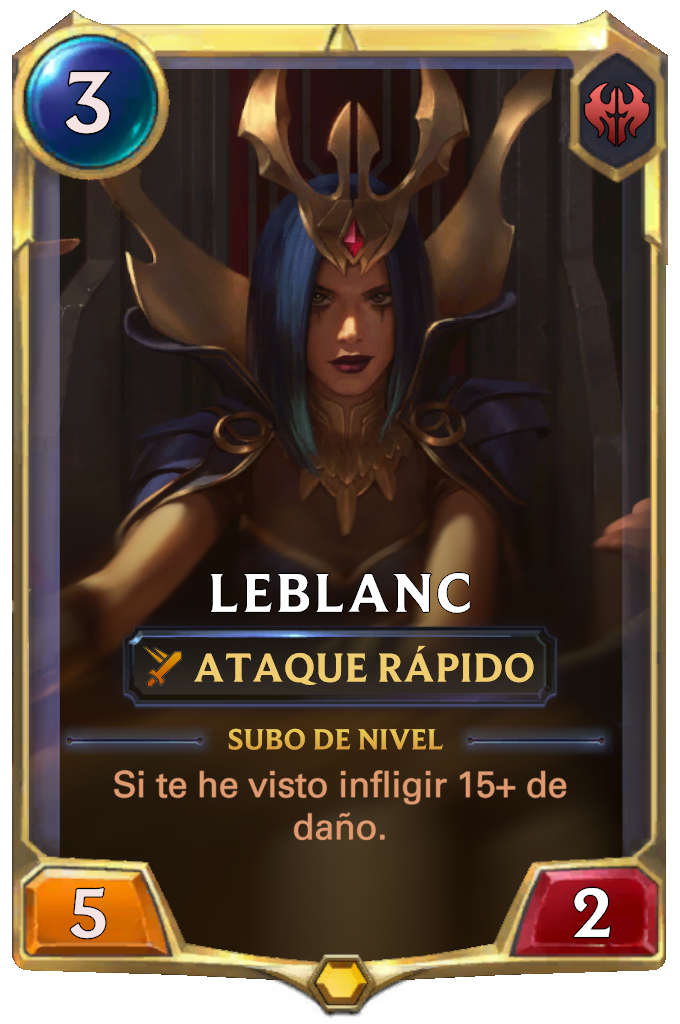 3
LEBLANC
ATAQUE RÁPIDO
SUBO DE NIVEL
Si te he visto infligir 15+ de
daño.
5
2